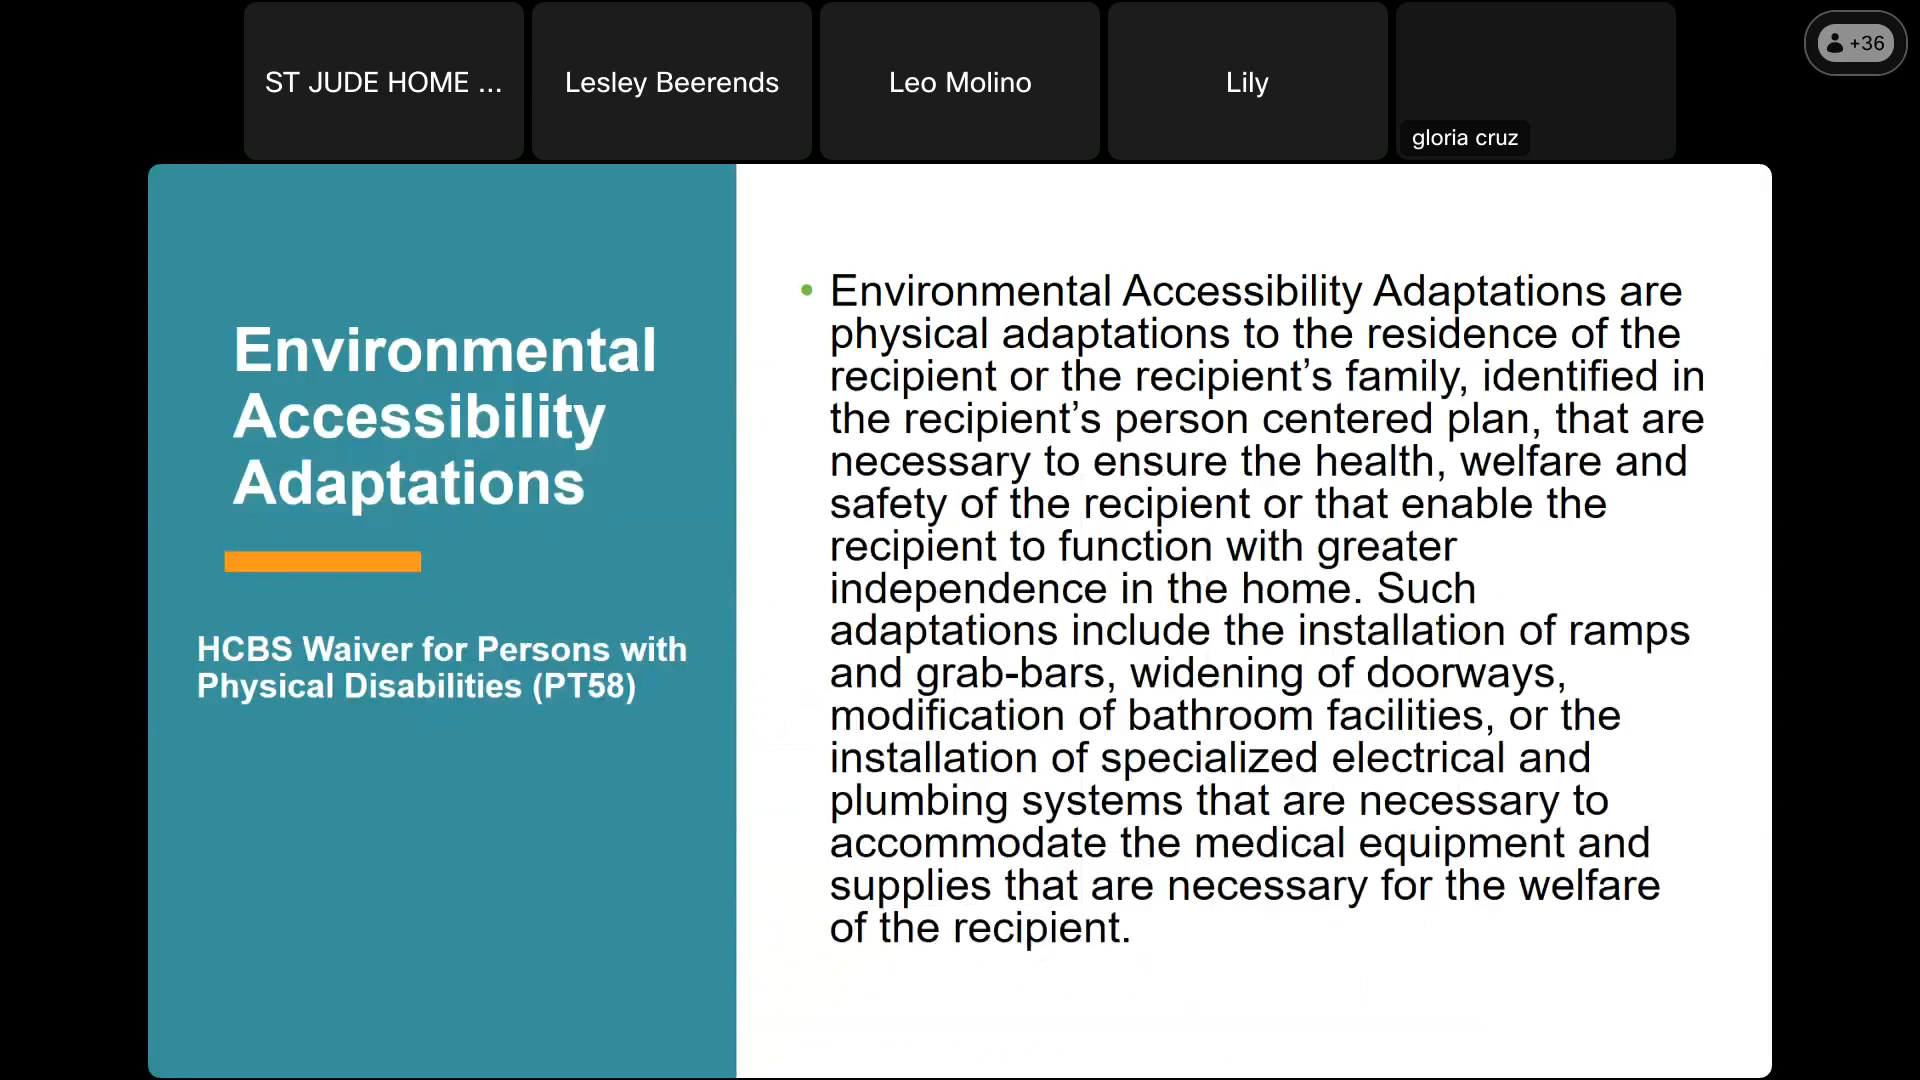 ST JUDE HOME ...
Lesley Beerends
Leo Molino
Lily
gloria cruz
+36
Environmental
Accessibility
Adaptations
HCBS Waiver for Persons with
Physical Disabilities (PT58)
• Environmental Accessibility Adaptations are
physical adaptations to the residence of the
recipient or the recipient’s family, identified in
the recipient’s person centered plan, that are
necessary to ensure the health, welfare and
safety of the recipient or that enable the
recipient to function with greater
independence in the home. Such
adaptations include the installation of ramps
and grab-bars, widening of doorways,
modification of bathroom facilities, or the
installation of specialized electrical and
plumbing systems that are necessary to
accommodate the medical equipment and
supplies that are necessary for the welfare
of the recipient.